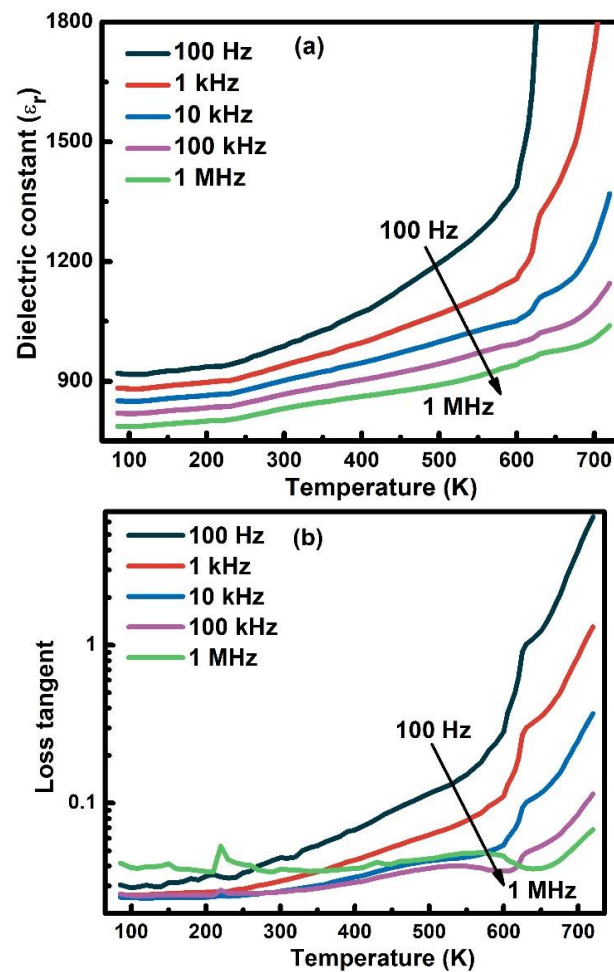 1800
1500
1200
900
Dielectric constant (εr)
(a)
100 Hz
1 kHz
10 kHz
100 kHz
1 MHz
100 Hz
1 MHz
100 200 300 400 500 600 700
Temperature (K)
1
0.1
Loss tangent
(b)
100 Hz
1 kHz
10 kHz
100 kHz
1 MHz
100 Hz
1 MHz
100 200 300 400 500 600 700
Temperature (K)